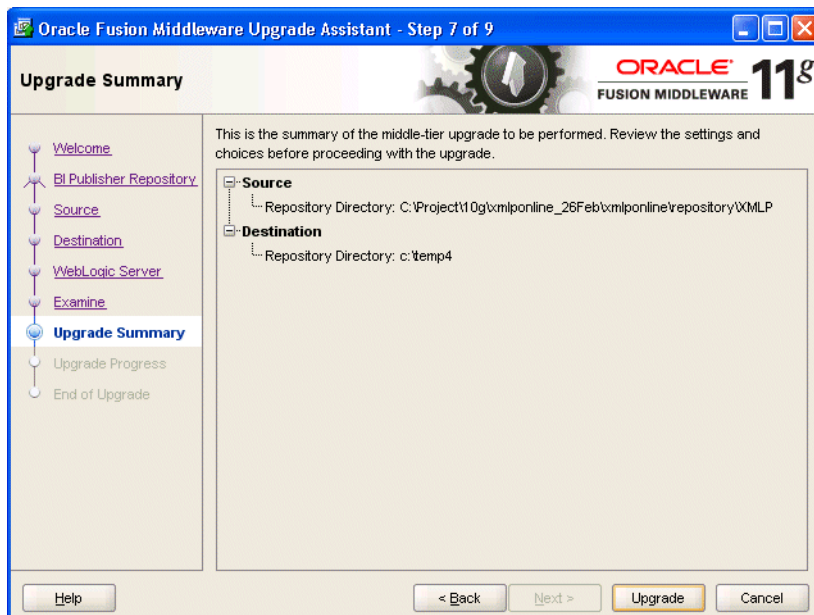 Oracle Fusion Middleware Upgrade Assistant - Step 7 of 9
Upgrade Summary
ORACLE
FUSION MIDDLEWARE 11g
Welcome
BI Publisher Repository
Source
Destination
WebLogic Server
Examine
Upgrade Summary
Upgrade Progress
End of Upgrade
This is the summary of the middle-tier upgrade to be performed. Review the settings and
choices before proceeding with the upgrade.
Source
Repository Directory: C:\Project\10g\xmlponline_26Feb\xmlponline\repository\XMLP
Destination
Repository Directory: c:\temp4
Help
< Back
Next >
Upgrade
Cancel